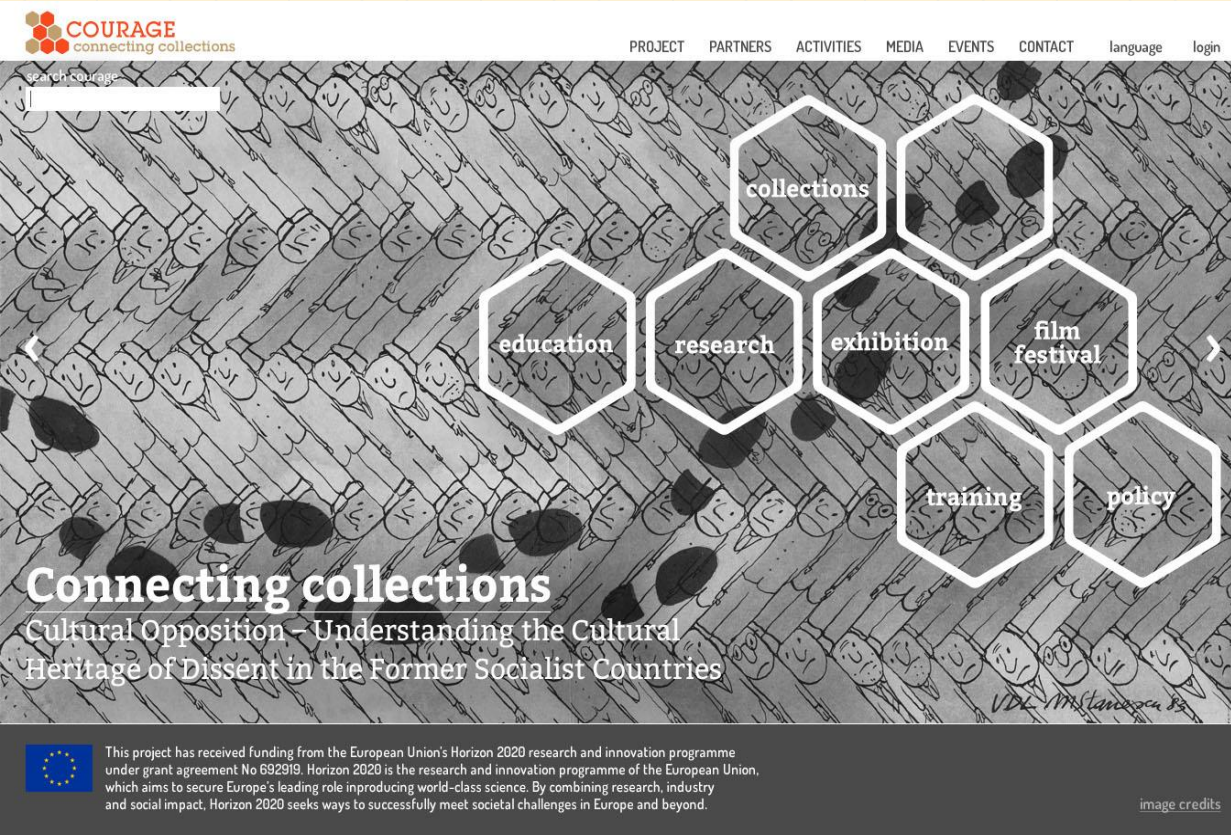 COURAGE
connecting collections
PROJECT PARTNERS ACTIVITIES MEDIA EVENTS CONTACT language login
search courage
collections
education
research
exhibition
film
festival
training
policy
Connecting collections
Cultural Opposition – Understanding the Cultural
Heritage of Dissent in the Former Socialist Countries
This project has received funding from the European Union's Horizon 2020 research and innovation programme
under grant agreement No 692919. Horizon 2020 is the research and innovation programme of the European Union,
which aims to secure Europe's leading role inproducing world-class science. By combining research, industry
and social impact, Horizon 2020 seeks ways to successfully meet societal challenges in Europe and beyond.
image credits